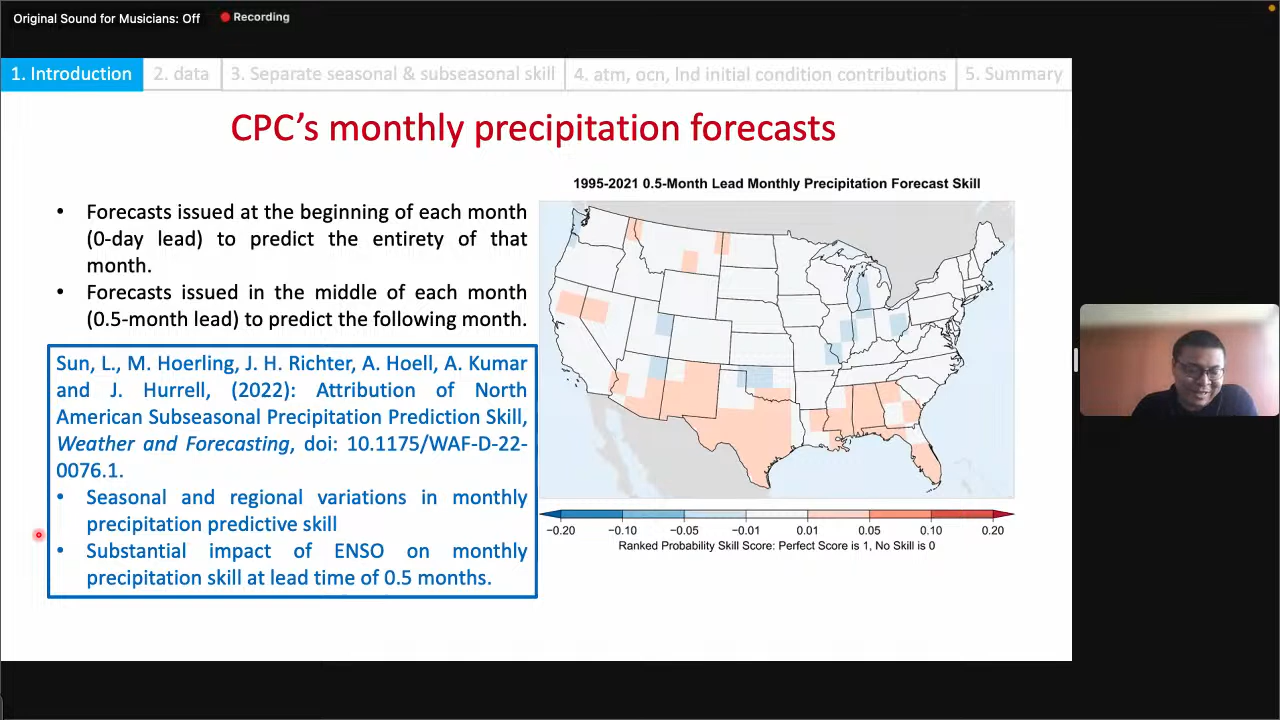 Original Sound for Musicians: Off
Recording
1. Introduction
2. data
3. Separate seasonal & subseasonal skill
4. atm, ocn, lnd initial condition contributions
5. Summary
CPC's monthly precipitation forecasts
• Forecasts issued at the beginning of each month
(0-day lead) to predict the entirety of that
month.
• Forecasts issued in the middle of each month
(0.5-month lead) to predict the following month.
Sun, L., M. Hoerling, J. H. Richter, A. Hoell, A. Kumar
and J. Hurrell, (2022): Attribution of North
American Subseasonal Precipitation Prediction Skill,
Weather and Forecasting, doi: 10.1175/WAF-D-22-
0076.1.
• Seasonal and regional variations in monthly
precipitation predictive skill
• Substantial impact of ENSO on monthly
precipitation skill at lead time of 0.5 months.
1995-2021 0.5-Month Lead Monthly Precipitation Forecast Skill
−0.20 −0.10 −0.05 −0.01 0.01 0.05 0.10 0.20
Ranked Probability Skill Score: Perfect Score is 1, No Skill is 0